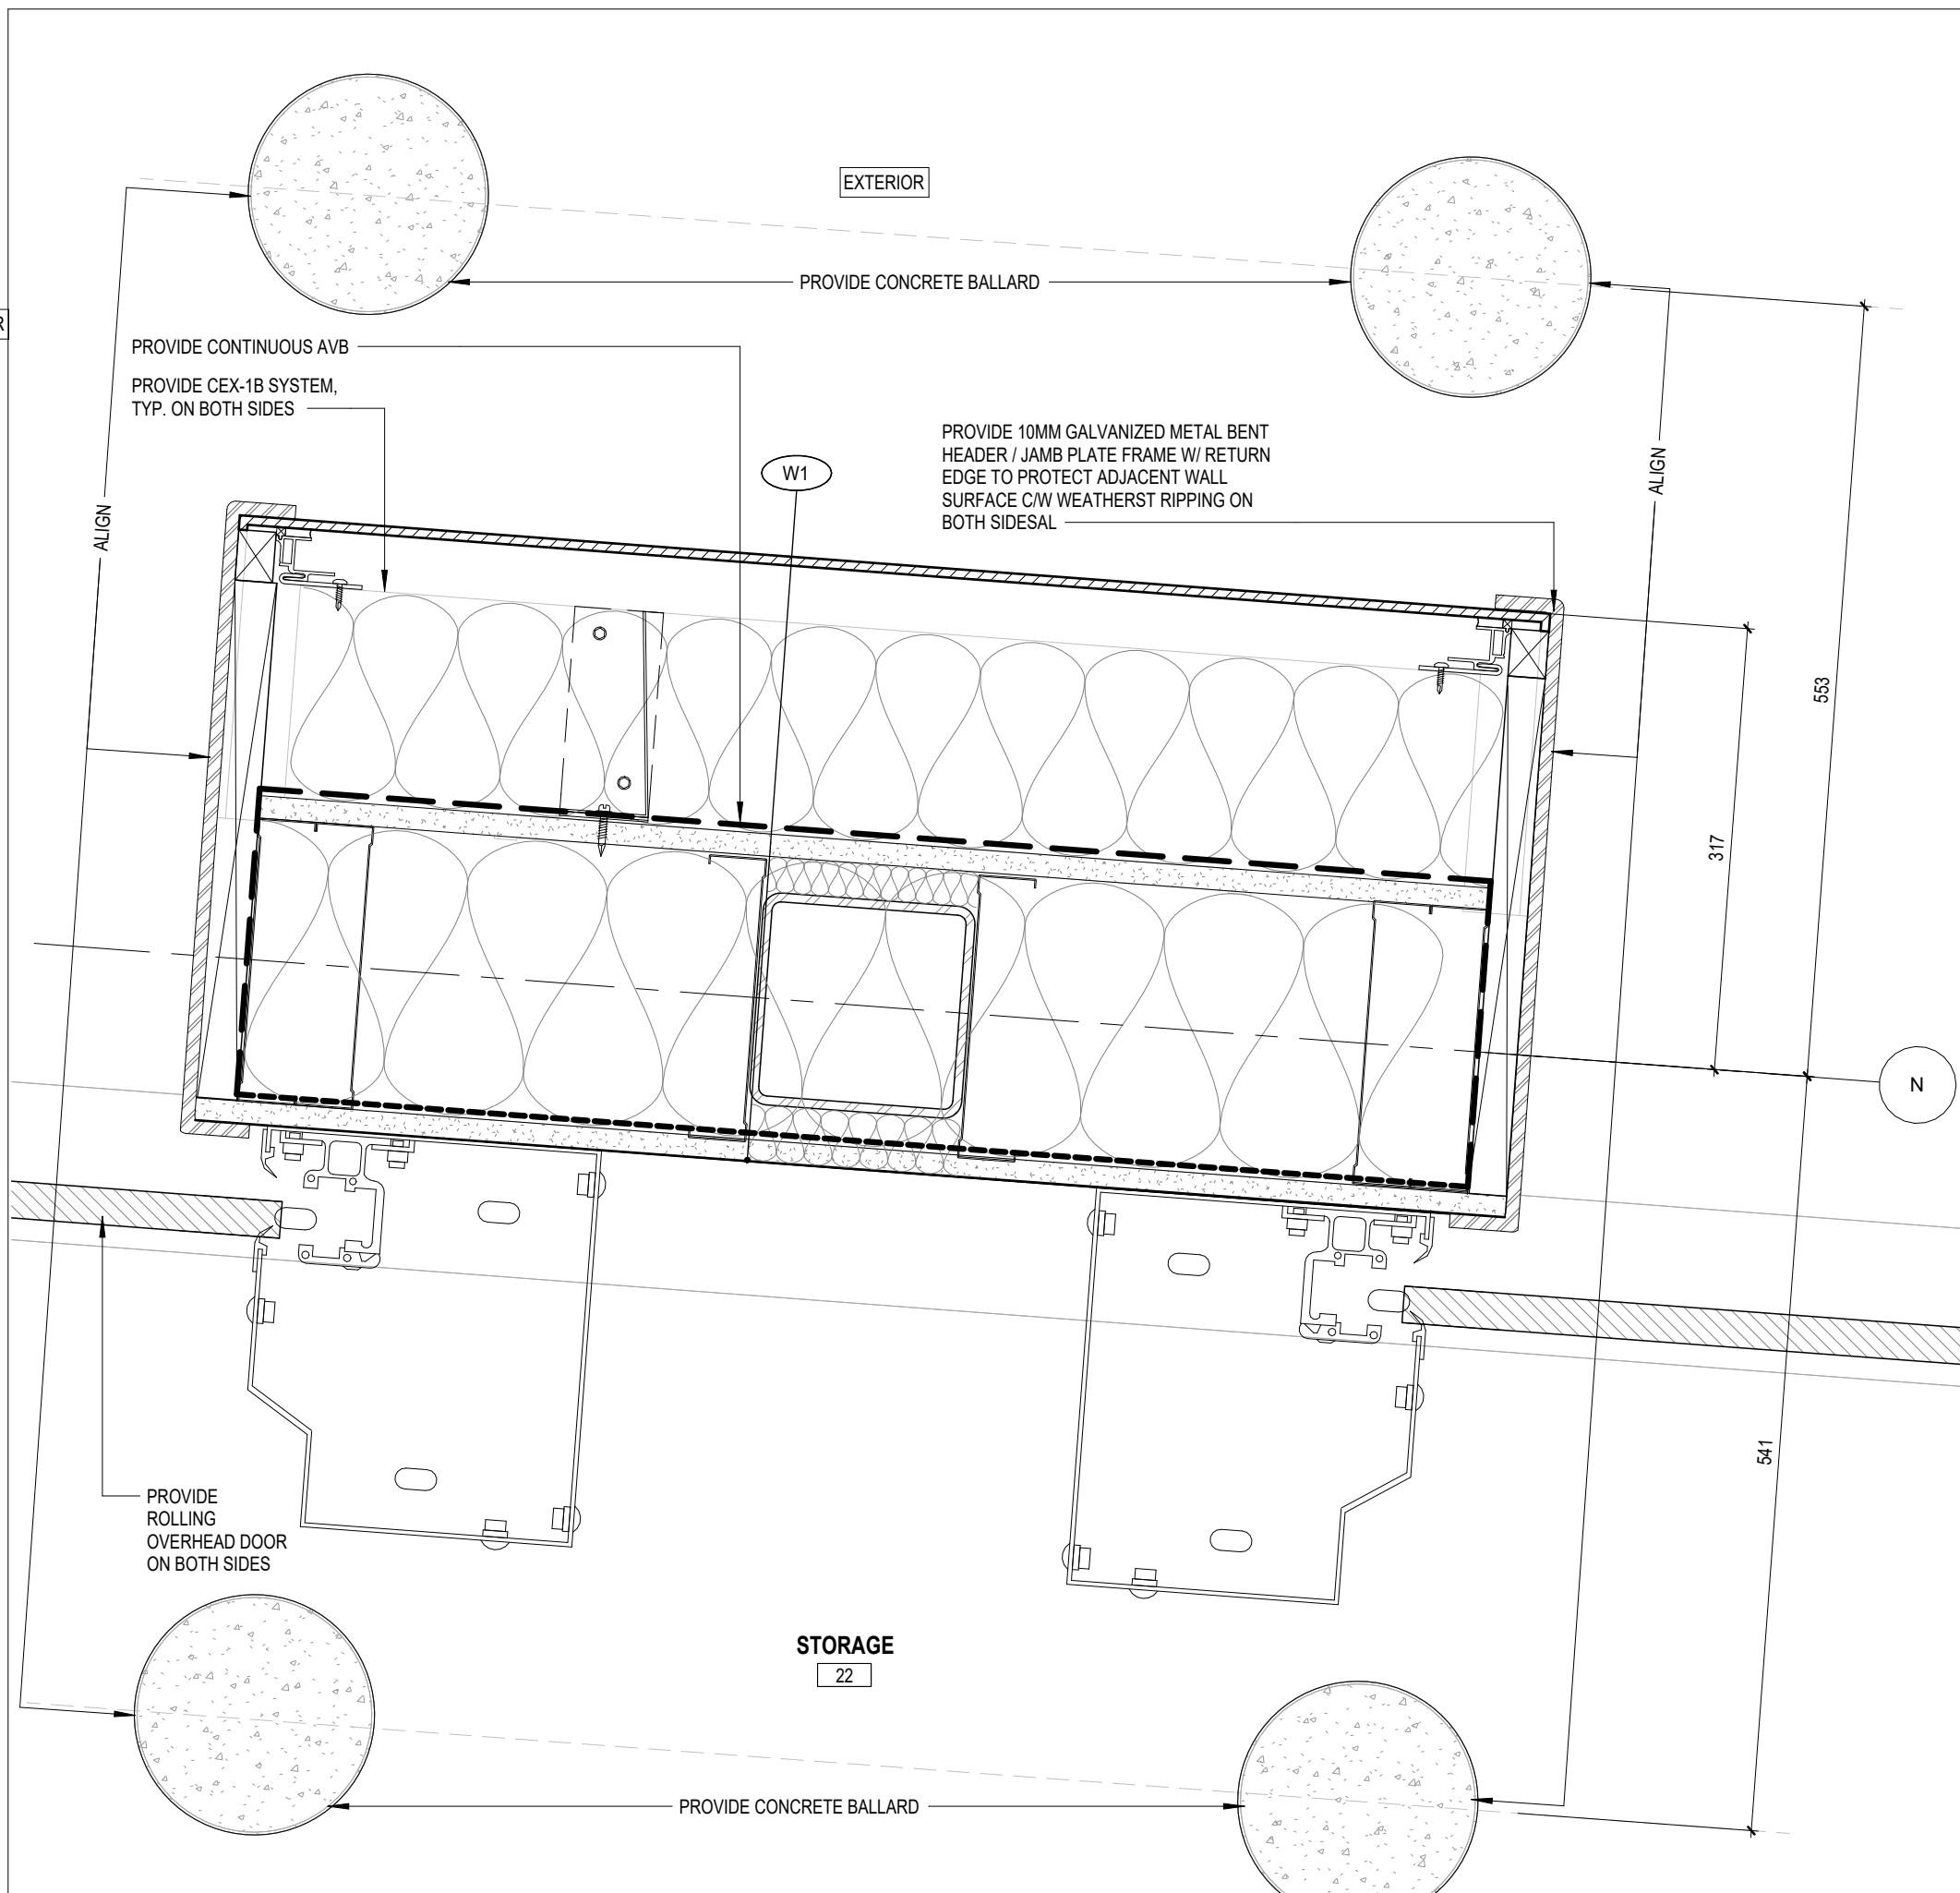 EXTERIOR
PROVIDE CONCRETE BALLARD
R
PROVIDE CONTINUOUS AVB
PROVIDE CEX-1B SYSTEM,
TYP. ON BOTH SIDES
PROVIDE 10MM GALVANIZED METAL BENT
HEADER / JAMB PLATE FRAME W/ RETURN
EDGE TO PROTECT ADJACENT WALL
SURFACE C/W WEATHERST RIPPING ON
BOTH SIDESAL
W1
ALIGN
ALIGN
553
317
N
541
PROVIDE
ROLLING
OVERHEAD DOOR
ON BOTH SIDES
STORAGE
22
PROVIDE CONCRETE BALLARD